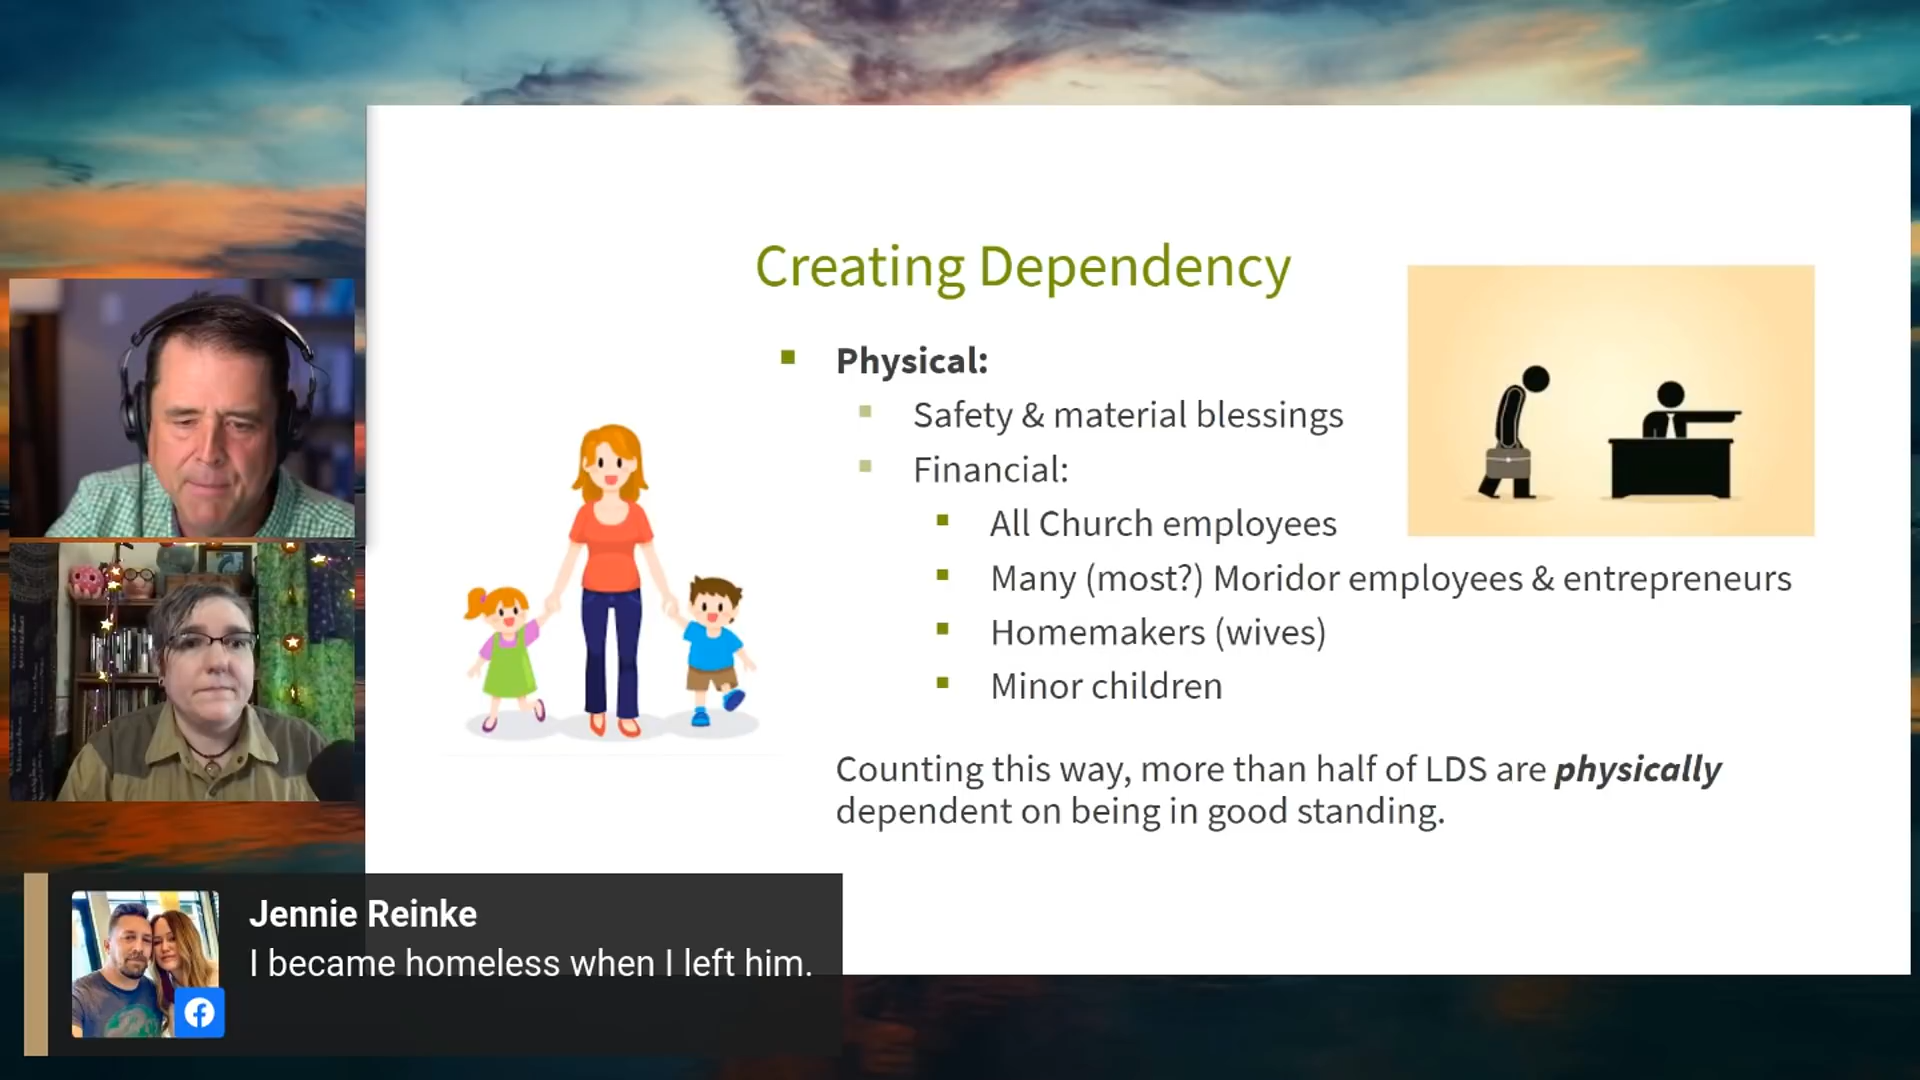 Creating Dependency
Physical:
Safety & material blessings
Financial:
All Church employees
Many (most?) Moridor employees & entrepreneurs
Homemakers (wives)
Minor children
Counting this way, more than half of LDS are physically
dependent on being in good standing.
Jennie Reinke
I became homeless when I left him.